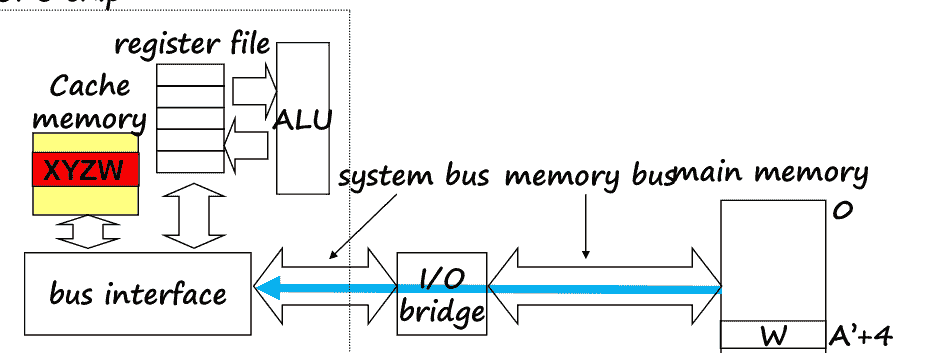 register file
Cache
memory
ALU
XYZW
system bus
memory bus
main memory
0
bus interface
I/O
bridge
W
A'+4